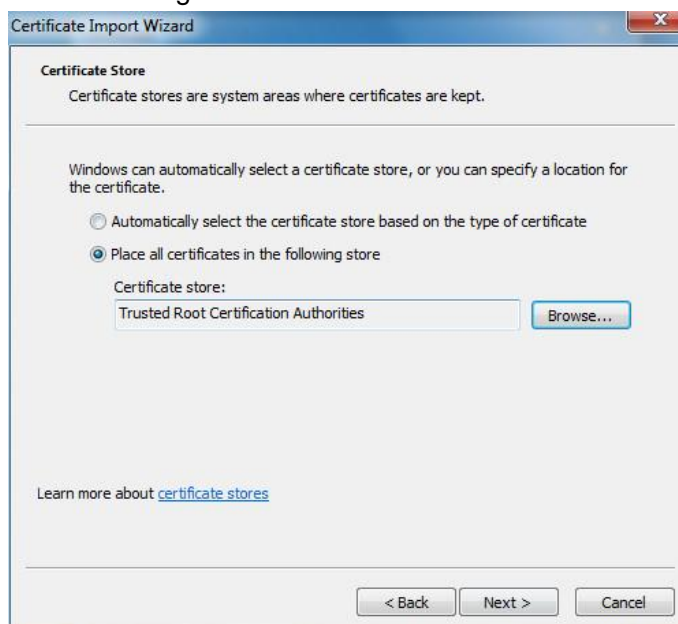 Certificate Import Wizard
X
Certificate Store
Certificate stores are system areas where certificates are kept.
Windows can automatically select a certificate store, or you can specify a location for
the certificate.
Automatically select the certificate store based on the type of certificate
Place all certificates in the following store
Certificate store:
Trusted Root Certification Authorities
Browse...
Learn more about certificate stores
< Back
Next >
Cancel